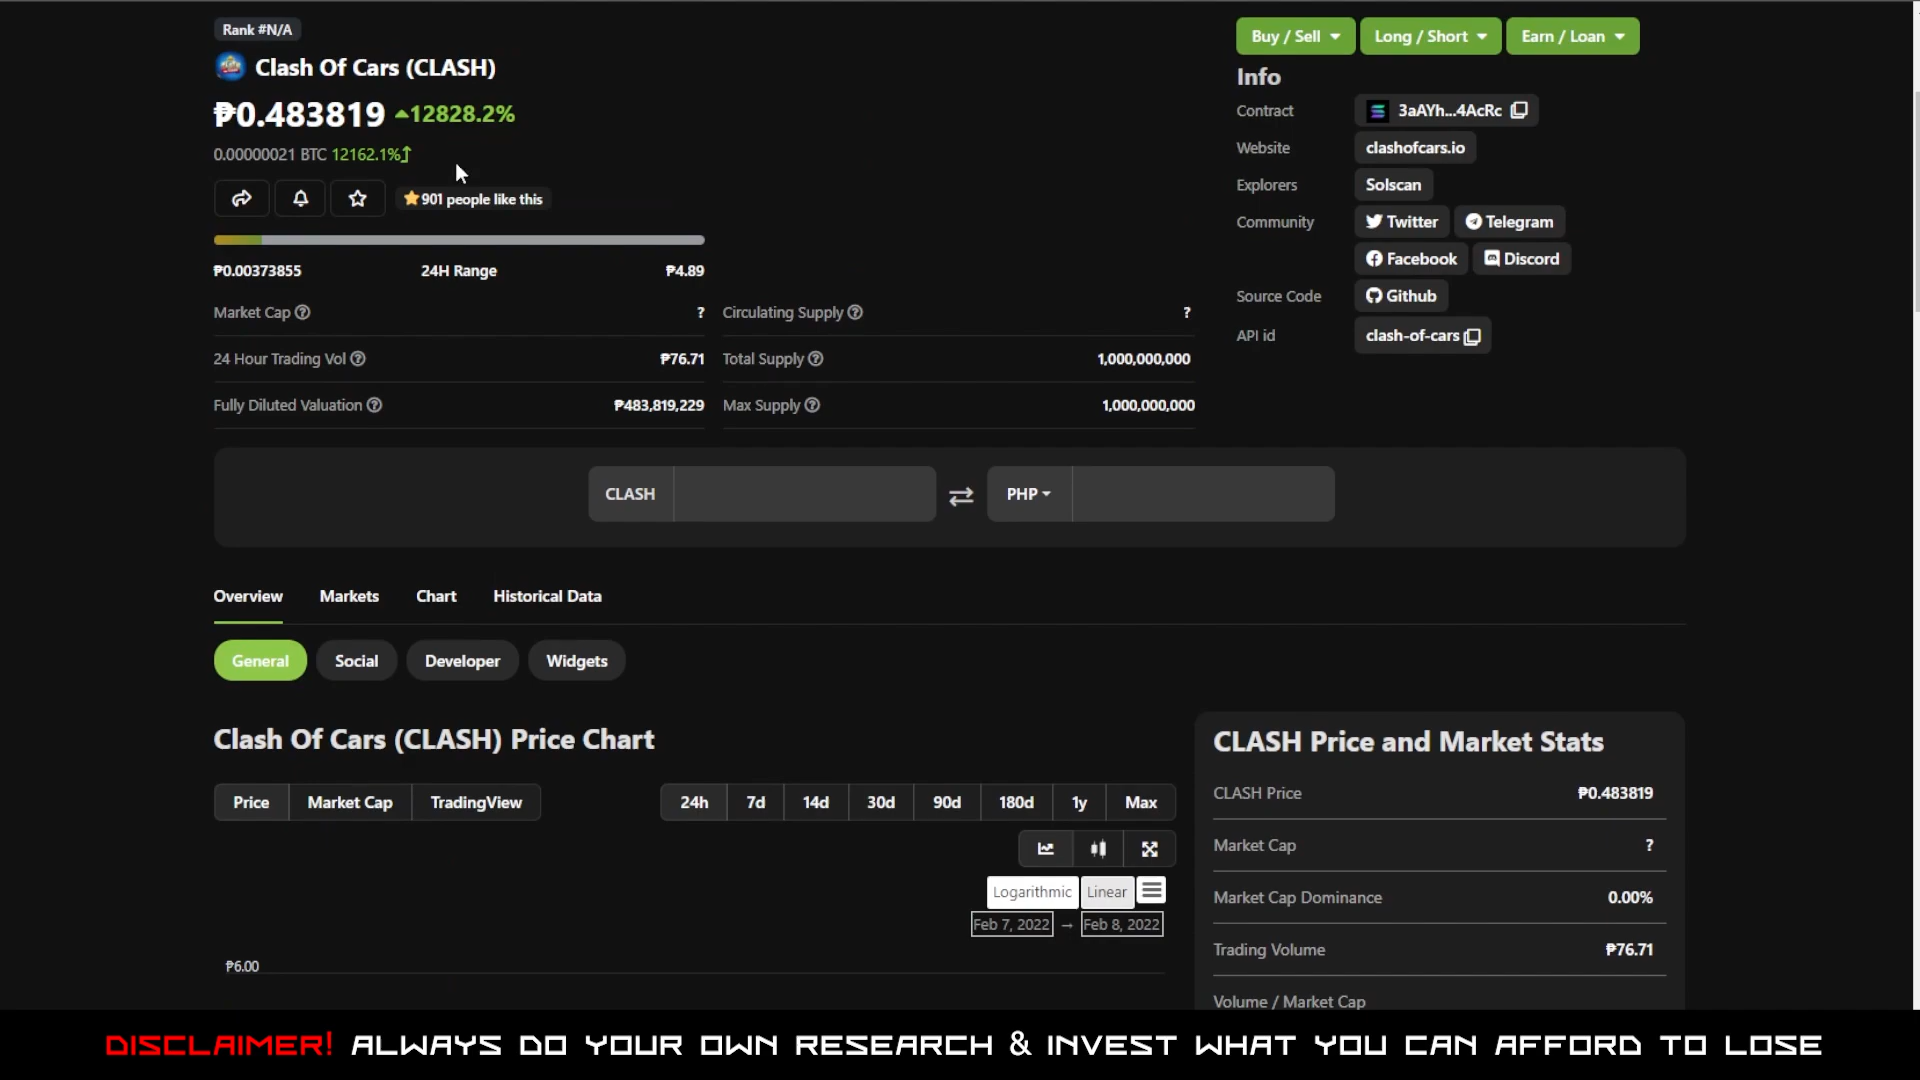 Rank #N/A
Clash Of Cars (CLASH)
₱0.483819 12828.2%
0.00000021 BTC 12162.1%
901 people like this
₱0.00373855 24H Range ₱4.89
Market Cap ?
24 Hour Trading Vol ₱76.71
Fully Diluted Valuation ₱483,819,229
Circulating Supply ?
Total Supply 1,000,000,000
Max Supply 1,000,000,000
Buy / Sell Long / Short Earn / Loan
Info
Contract 3aAYh...4AcRc
Website clashofcars.io
Explorers Solscan
Community Twitter Telegram
Facebook Discord
Source Code Github
API id clash-of-cars
CLASH PHP
Overview Markets Chart Historical Data
General Social Developer Widgets
Clash Of Cars (CLASH) Price Chart
Price Market Cap TradingView 24h 7d 14d 30d 90d 180d 1y Max
Logarithmic Linear
Feb 7, 2022 → Feb 8, 2022
₱6.00
CLASH Price and Market Stats
CLASH Price ₱0.483819
Market Cap ?
Market Cap Dominance 0.00%
Trading Volume ₱76.71
Volume / Market Cap
DISCLAIMER! ALWAYS DO YOUR OWN RESEARCH & INVEST WHAT YOU CAN AFFORD TO LOSE